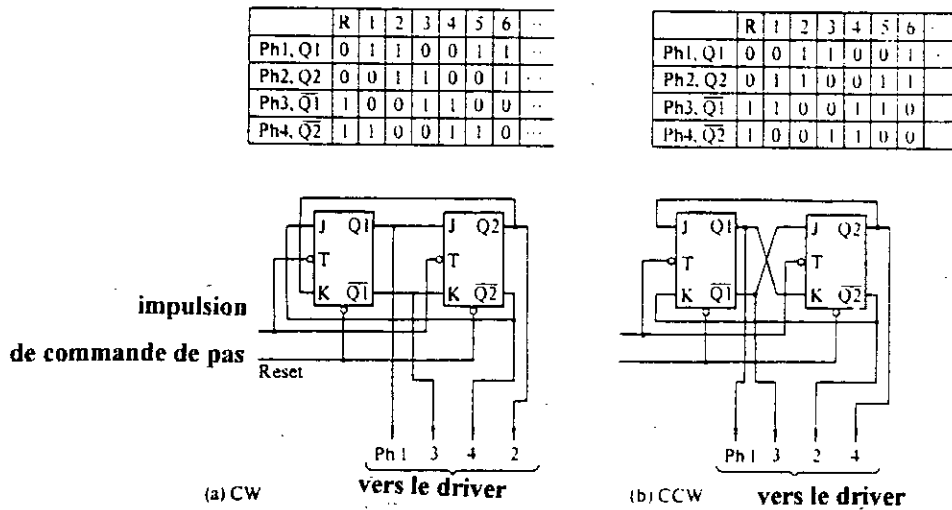 R 1 2 3 4 5 6 ...
Ph1, Q1 0 1 1 0 0 1 1 ...
Ph2, Q2 0 0 1 1 0 0 1 ...
Ph3, Q̅1̅ 1 0 0 1 1 0 0 ...
Ph4, Q̅2̅ 1 1 0 0 1 1 0 ...
R 1 2 3 4 5 6 ...
Ph1, Q1 0 0 1 1 0 0 1 ...
Ph2, Q2 0 1 1 0 0 1 1 ...
Ph3, Q̅1̅ 1 1 0 0 1 1 0
Ph4, Q̅2̅ 1 0 0 1 1 0 0 ...
J Q1 J Q2
T T
K Q̅1̅ K Q̅2̅
J Q1 J Q2
T T
K Q̅1̅ K Q̅2̅
impulsion
de commande de pas
Reset
Ph 1 3 4 2
Ph 1 3 2 4
(a) CW vers le driver
(b) CCW vers le driver